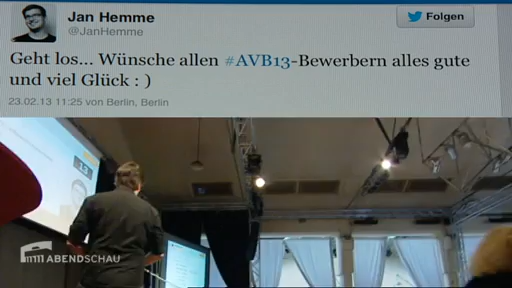 Jan Hemme
@JanHemme
Folgen
Geht los... Wünsche allen #AVB13-Bewerbern alles gute
und viel Glück : )
23.02.13 11:25 von Berlin, Berlin
ABENDSCHAU